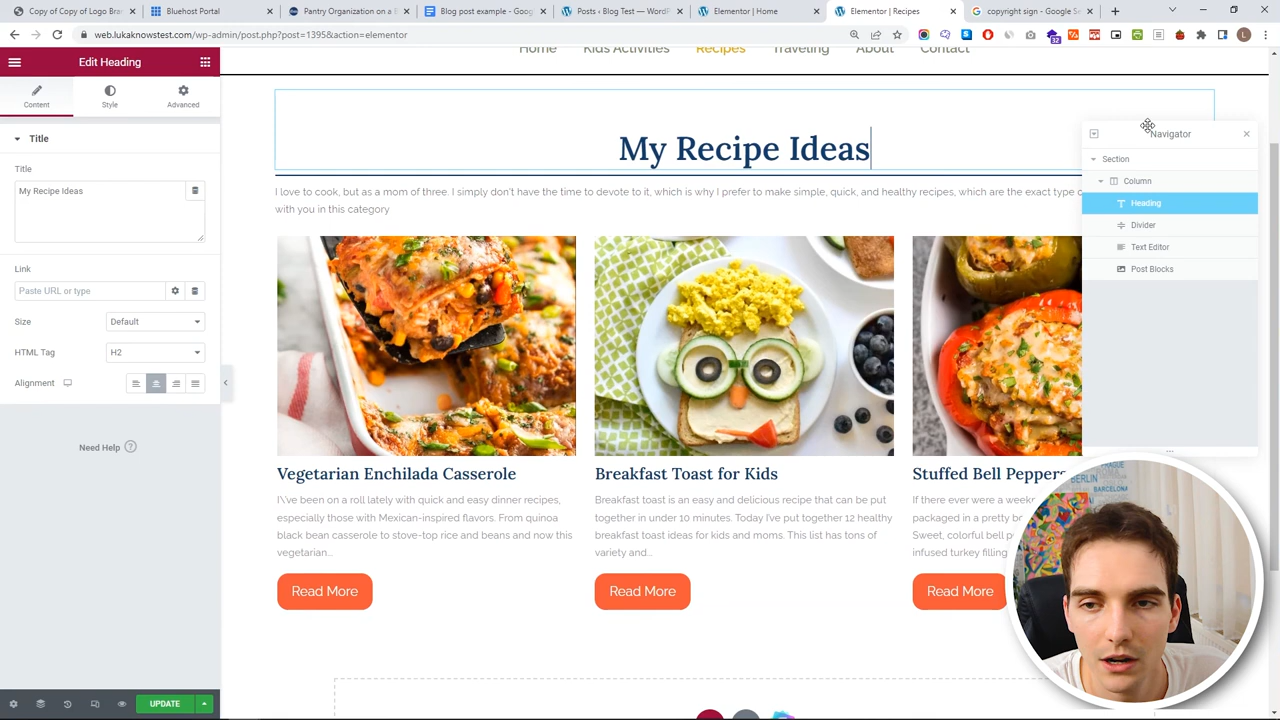 Copy of Copy of Logo Bran
Bluehost Portal
Pantry Organization on a B
Blog post example - Goog
Posts ‹ Blog Test — WordPr
Elementor | Home
Elementor | Recipes
copyright sign - Google Se
web.lukaknowstest.com/wp-admin/post.php?post=1395&action=elementor
32
L
Edit Heading
Content
Style
Advanced
Title
Title
My Recipe Ideas
Link
Paste URL or type
Size
Default
HTML Tag
H2
Alignment
Need Help
UPDATE
Home
Kids Activities
Recipes
Traveling
About
Contact
My Recipe Ideas
I love to cook, but as a mom of three. I simply don't have the time to devote to it, which is why I prefer to make simple, quick, and healthy recipes, which are the exact type
with you in this category
Vegetarian Enchilada Casserole
I\'ve been on a roll lately with quick and easy dinner recipes,
especially those with Mexican-inspired flavors. From quinoa
black bean casserole to stove-top rice and beans and now this
vegetarian...
Read More
Breakfast Toast for Kids
Breakfast toast is an easy and delicious recipe that can be put
together in under 10 minutes. Today I've put together 12 healthy
breakfast toast ideas for kids and moms. This list has tons of
variety and...
Read More
Stuffed Bell Peppers
If there ever were a week
packaged in a pretty b
Sweet, colorful bell p
infused turkey filling
Read More
Navigator
Section
Column
Heading
Divider
Text Editor
Post Blocks
PRAGUE
BERLIN
BARCELONA